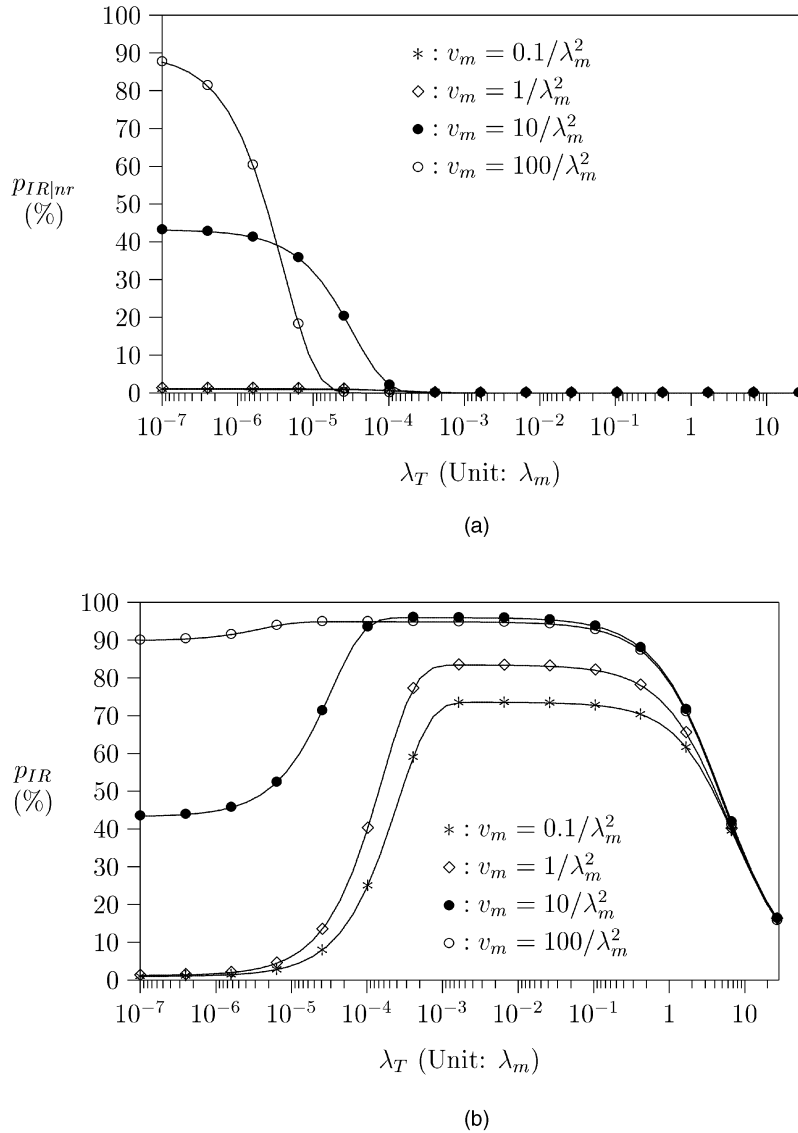 100
90
80
70
60
50
40
30
20
10
0
p_{IR|nr}
(%)
∗ : v_m = 0.1/λ_m^2
◇ : v_m = 1/λ_m^2
● : v_m = 10/λ_m^2
○ : v_m = 100/λ_m^2
10^{-7} 10^{-6} 10^{-5} 10^{-4} 10^{-3} 10^{-2} 10^{-1} 1 10
λ_T (Unit: λ_m)
(a)
100
90
80
70
60
50
40
30
20
10
0
p_{IR}
(%)
∗ : v_m = 0.1/λ_m^2
◇ : v_m = 1/λ_m^2
● : v_m = 10/λ_m^2
○ : v_m = 100/λ_m^2
10^{-7} 10^{-6} 10^{-5} 10^{-4} 10^{-3} 10^{-2} 10^{-1} 1 10
λ_T (Unit: λ_m)
(b)